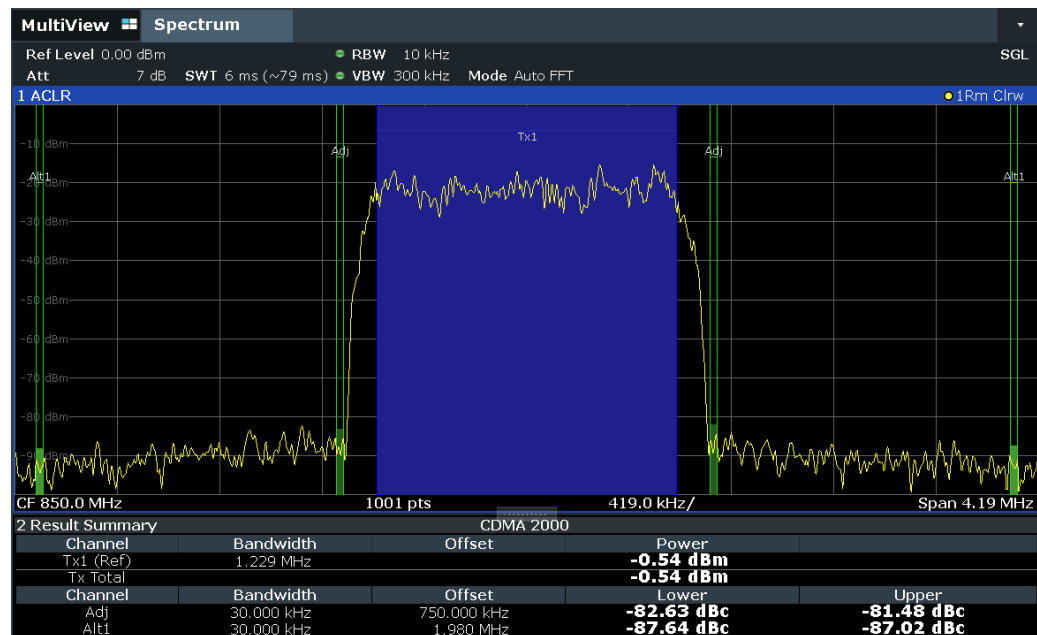 MultiView Spectrum
Ref Level 0.00 dBm RBW 10 kHz SGL
Att 7 dB SWT 6 ms (~79 ms) VBW 300 kHz Mode Auto FFT
1 ACLR 1Rm Clrw
Tx1
-10 dBm
Adj Adj
Alt1 Alt1
-20 dBm
-30 dBm
-40 dBm
-50 dBm
-60 dBm
-70 dBm
-80 dBm
-90 dBm
CF 850.0 MHz 1001 pts 419.0 kHz/ Span 4.19 MHz
2 Result Summary CDMA 2000
Channel Bandwidth Offset Power
Tx1 (Ref) 1.229 MHz -0.54 dBm
Tx Total -0.54 dBm
Channel Bandwidth Offset Lower Upper
Adj 30.000 kHz 750.000 kHz -82.63 dBc -81.48 dBc
Alt1 30.000 kHz 1.980 MHz -87.64 dBc -87.02 dBc